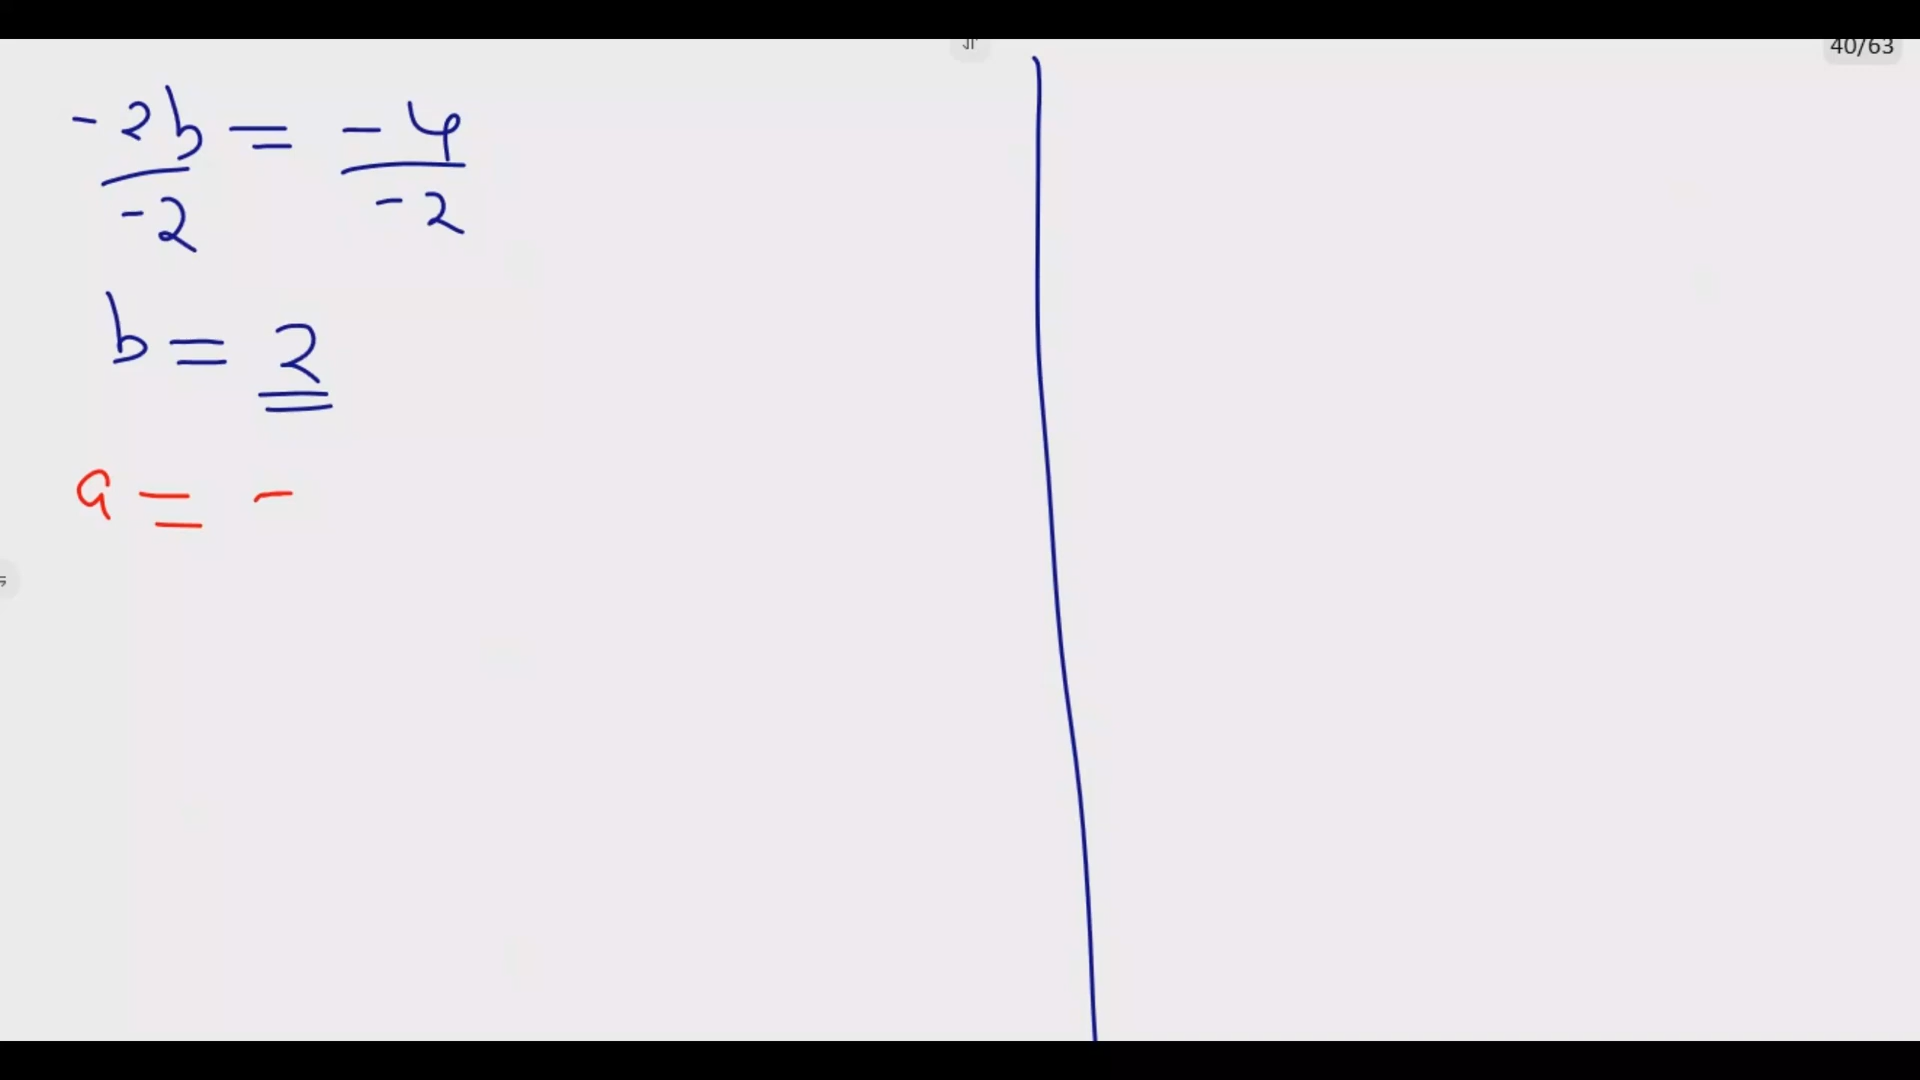 40/63
-2b = -4
-2 -2
b = 2
a = -